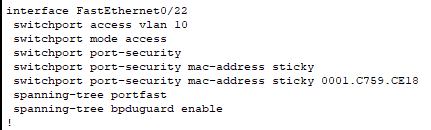 interface FastEthernet0/22
switchport access vlan 10
switchport mode access
switchport port-security
switchport port-security mac-address sticky
switchport port-security mac-address sticky 0001.C759.CE18
spanning-tree portfast
spanning-tree bpduguard enable
!